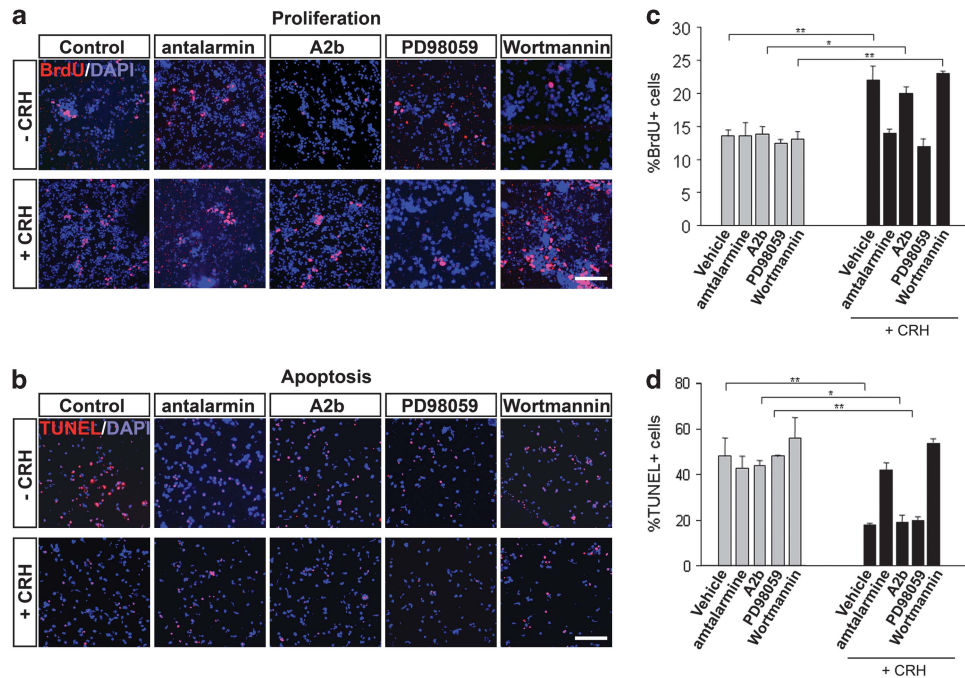 a
Proliferation
Control antalarmin A2b PD98059 Wortmannin
BrdU/DAPI
- CRH
+ CRH
b
Apoptosis
Control antalarmin A2b PD98059 Wortmannin
TUNEL/DAPI
- CRH
+ CRH
c
%BrdU+ cells
30
25
20
15
10
5
0
**
*
**
Vehicle
amtalarmine
A2b
PD98059
Wortmannin
Vehicle
amtalarmine
A2b
PD98059
Wortmannin
+ CRH
d
%TUNEL+ cells
80
60
40
20
0
**
*
**
Vehicle
amtalarmine
A2b
PD98059
Wortmannin
Vehicle
amtalarmine
A2b
PD98059
Wortmannin
+ CRH